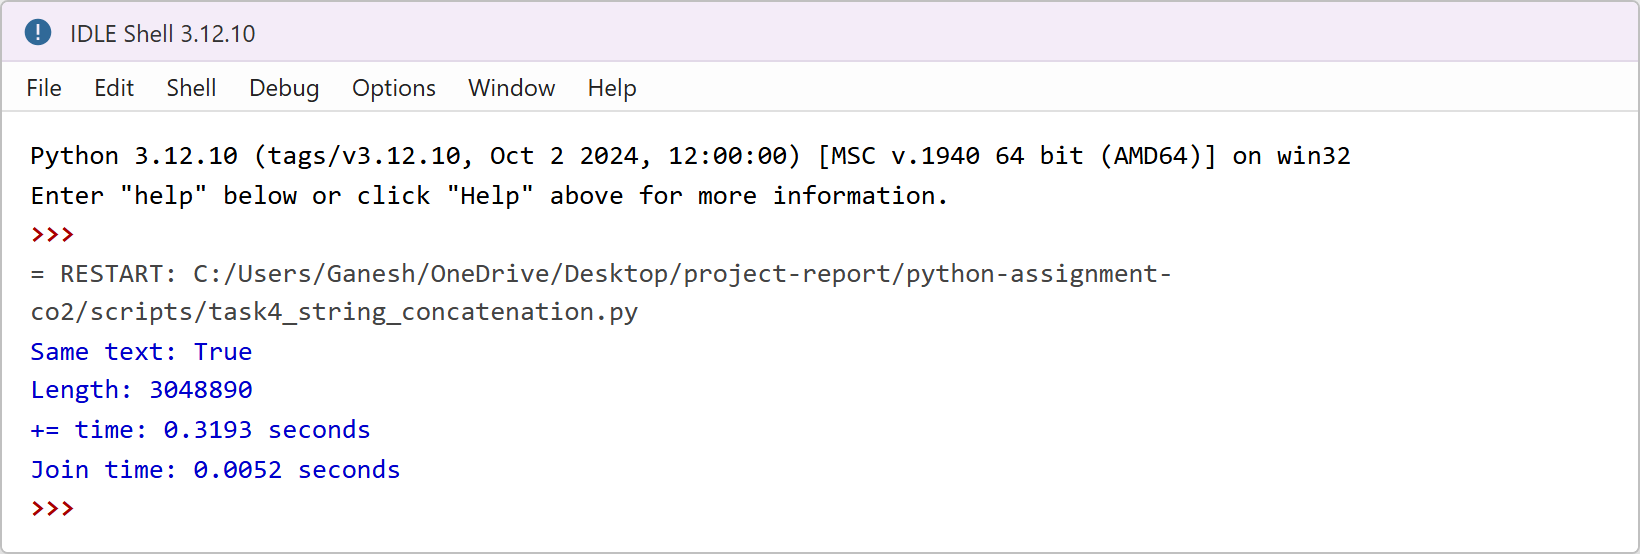 IDLE Shell 3.12.10
File Edit Shell Debug Options Window Help
Python 3.12.10 (tags/v3.12.10, Oct 2 2024, 12:00:00) [MSC v.1940 64 bit (AMD64)] on win32
Enter "help" below or click "Help" above for more information.
>>>
= RESTART: C:/Users/Ganesh/OneDrive/Desktop/project-report/python-assignment-
co2/scripts/task4_string_concatenation.py
Same text: True
Length: 3048890
+= time: 0.3193 seconds
Join time: 0.0052 seconds
>>>